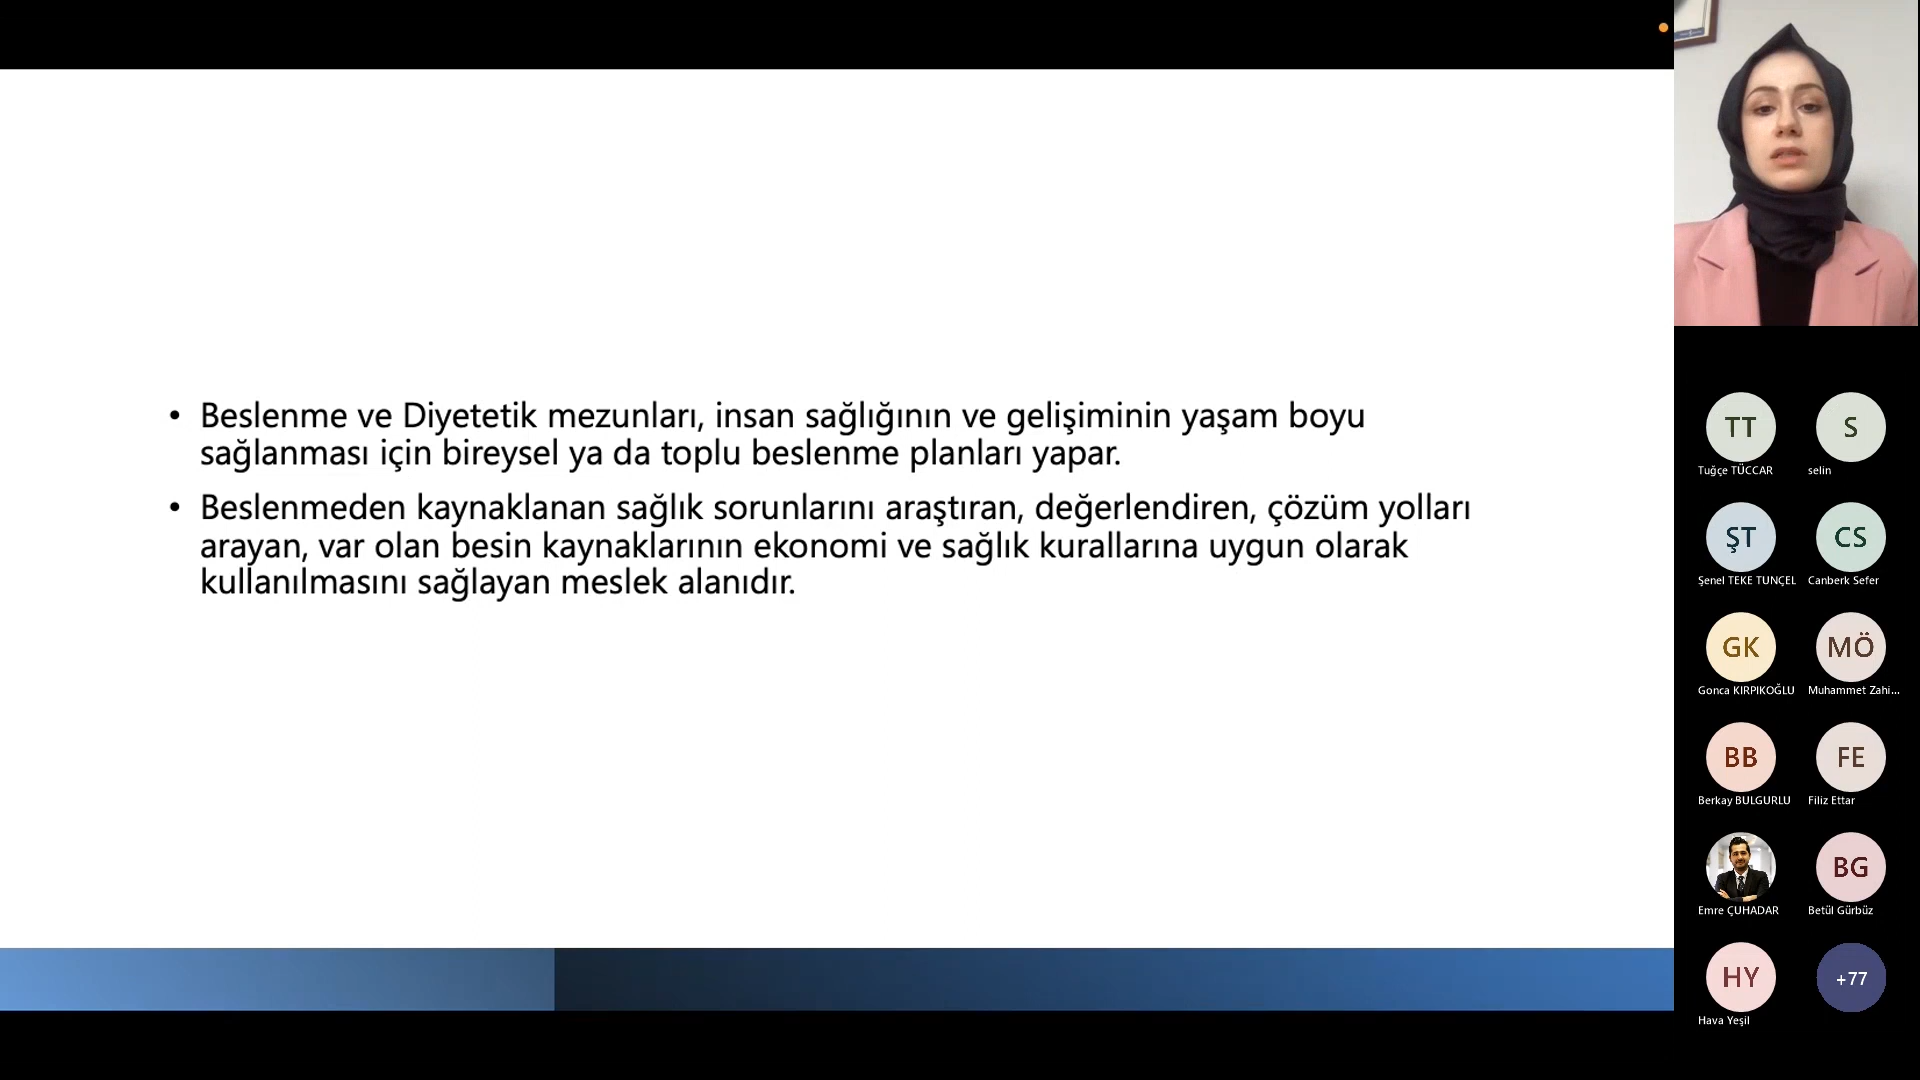 • Beslenme ve Diyetetik mezunları, insan sağlığının ve gelişiminin yaşam boyu
sağlanması için bireysel ya da toplu beslenme planları yapar.
• Beslenmeden kaynaklanan sağlık sorunlarını araştıran, değerlendiren, çözüm yolları
arayan, var olan besin kaynaklarının ekonomi ve sağlık kurallarına uygun olarak
kullanılmasını sağlayan meslek alanıdır.
TT
Tuğçe TÜCCAR
S
selin
ŞT
Şenel TEKE TUNÇEL
CS
Canberk Sefer
GK
Gonca KIRPIKOĞLU
MÖ
Muhammet Zahi...
BB
Berkay BULGURLU
FE
Filiz Ettar
Emre ÇUHADAR
BG
Betül Gürbüz
HY
Hava Yeşil
+77